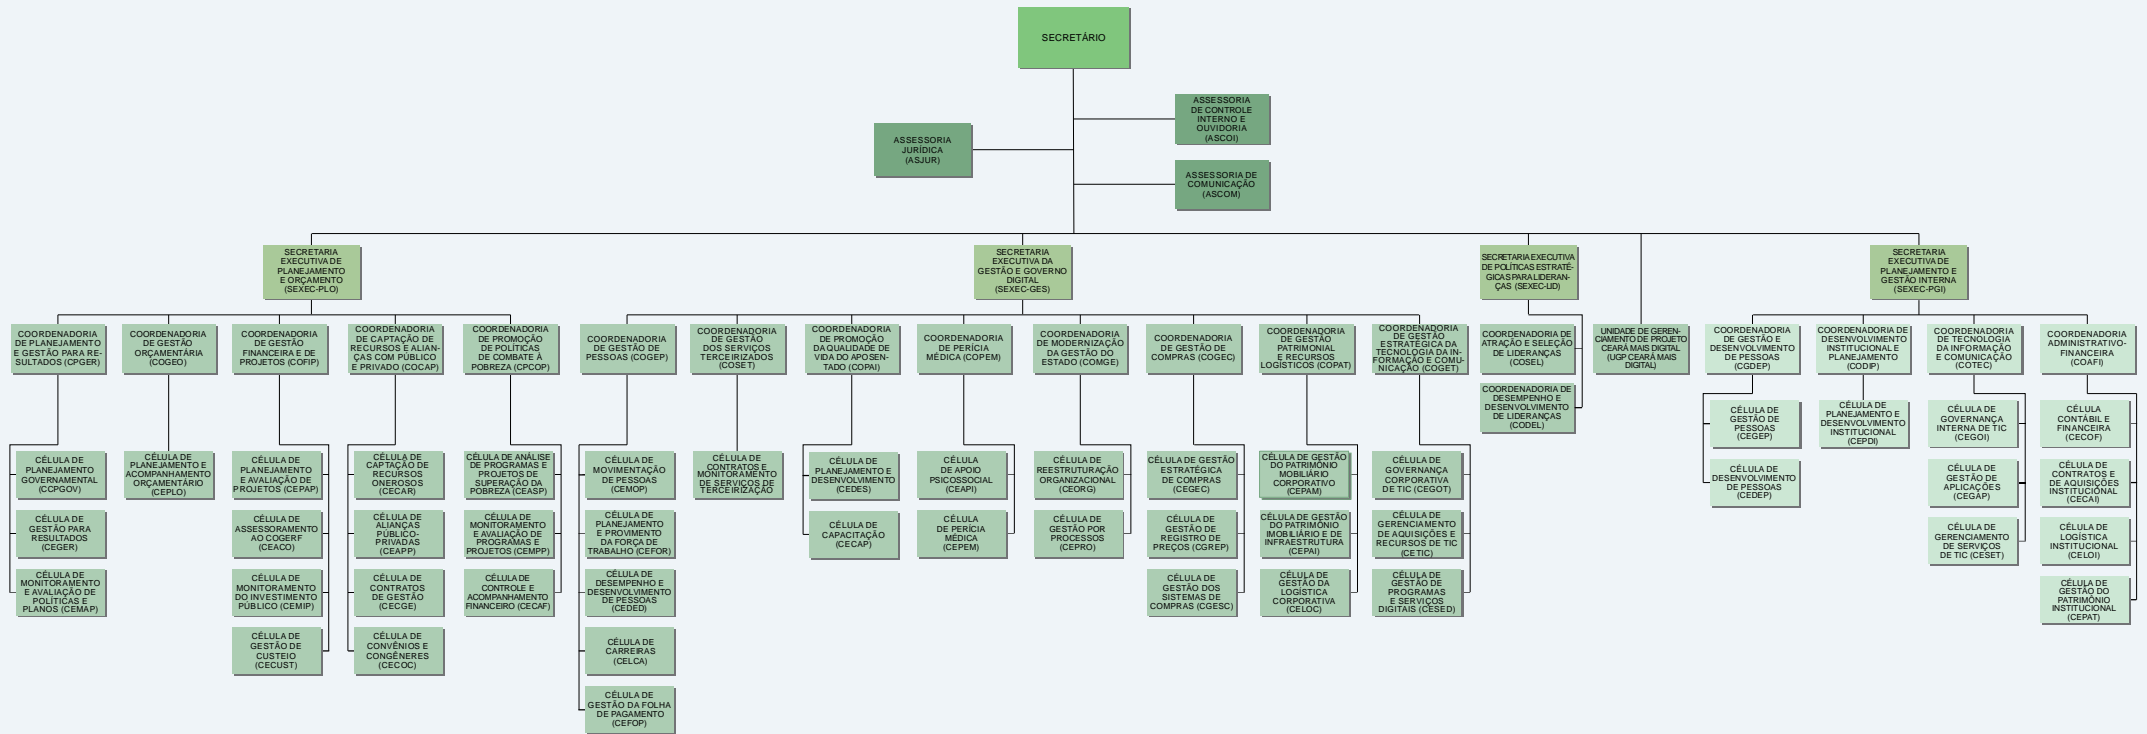 SECRETÁRIO
ASSESSORIA
DE CONTROLE
INTERNO E
OUVIDORIA
(ASCOI)
ASSESSORIA
JURÍDICA
(ASJUR)
ASSESSORIA DE
COMUNICAÇÃO
(ASCOM)
SECRETARIA
EXECUTIVA DE
PLANEJAMENTO
E ORÇAMENTO
(SEXEC-PLO)
SECRETARIA
EXECUTIVA DA
GESTÃO E GOVERNO
DIGITAL
(SEXEC-GES)
SECRETARIA EXECUTIVA
DE POLÍTICAS ESTRATÉ-
GICAS PARA LIDERAN-
ÇAS (SEXEC-LID)
SECRETARIA
EXECUTIVA DE
PLANEJAMENTO E
GESTÃO INTERNA
(SEXEC-PGI)
COORDENADORIA
DE PLANEJAMENTO
E GESTÃO PARA RE-
SULTADOS (CPGER)
COORDENADORIA
DE GESTÃO
ORÇAMENTÁRIA (COGEO)
COORDENADORIA
DE GESTÃO
FINANCEIRA E DE
PROJETOS (COFIP)
COORDENADORIA
DE CAPTAÇÃO DE
RECURSOS E ALIAN-
ÇAS COM PÚBLICO
E PRIVADO (COCAP)
COORDENADORIA
DE PROMOÇÃO
DE POLÍTICAS
DE COMBATE À
POBREZA (CPCOP)
COORDENADORIA
DE GESTÃO DE
PESSOAS (COGEP)
COORDENADORIA
DE GESTÃO
DOS SERVIÇOS
TERCEIRIZADOS
(COSET)
COORDENADORIA
DE PROMOÇÃO
DA QUALIDADE DE
VIDA DO APOSEN-
TADO (COPAI)
COORDENADORIA
DE PERÍCIA
MÉDICA (COPEM)
COORDENADORIA
DE MODERNIZAÇÃO
DA GESTÃO DO
ESTADO (COMGE)
COORDENADORIA
DE GESTÃO DE
COMPRAS (COGEC)
COORDENADORIA
DE GESTÃO
PATRIMONIAL
E RECURSOS
LOGÍSTICOS (COPAT)
COORDENADORIA
DE GESTÃO
ESTRATÉGICA DA
TECNOLOGIA DA IN-
FORMAÇÃO E COMU-
NICAÇÃO (COGET)
COORDENADORIA DE
ATRAÇÃO E SELEÇÃO
DE LIDERANÇAS
(COSEL)
UNIDADE DE GEREN-
CIAMENTO DE PROJETO
CEARÁ MAIS DIGITAL
(UGP CEARÁ MAIS
DIGITAL)
COORDENADORIA
DE GESTÃO E
DESENVOLVIMENTO
DE PESSOAS
(CGDEP)
COORDENADORIA DE
DESENVOLVIMENTO
INSTITUCIONAL E
PLANEJAMENTO
(CODIP)
COORDENADORIA
DE TECNOLOGIA
DA INFORMAÇÃO
E COMUNICAÇÃO
(COTEC)
COORDENADORIA
ADMINISTRATIVO-
FINANCEIRA
(COAFI)
COORDENADORIA DE
DESEMPENHO E
DESENVOLVIMENTO
DE LIDERANÇAS
(CODEL)
CÉLULA DE
GESTÃO DE
PESSOAS
(CEGEP)
CÉLULA DE
PLANEJAMENTO E
DESENVOLVIMENTO
INSTITUCIONAL
(CEPDI)
CÉLULA DE
GOVERNANÇA
INTERNA DE TIC
(CEGOI)
CÉLULA
CONTÁBIL E
FINANCEIRA
(CECOF)
CÉLULA DE
DESENVOLVIMENTO
DE PESSOAS
(CEDEP)
CÉLULA DE
GESTÃO DE
APLICAÇÕES
(CEGAP)
CÉLULA DE
CONTRATOS E
DE AQUISIÇÕES
INSTITUCIONAL
(CECAI)
CÉLULA DE
GERENCIAMENTO
DE SERVIÇOS
DE TIC (CESET)
CÉLULA DE
LOGÍSTICA
INSTITUCIONAL
(CELOI)
CÉLULA DE
GESTÃO DO
PATRIMÔNIO
INSTITUCIONAL
(CEPAT)
CÉLULA DE
PLANEJAMENTO
GOVERNAMENTAL
(CCPGOV)
CÉLULA DE
PLANEJAMENTO E
ACOMPANHAMENTO
ORÇAMENTÁRIO
(CEPLO)
CÉLULA DE
PLANEJAMENTO
E AVALIAÇÃO DE
PROJETOS (CEPAP)
CÉLULA DE
CAPTAÇÃO DE
RECURSOS
ONEROSOS
(CECAR)
CÉLULA DE ANÁLISE
DE PROGRAMAS E
PROJETOS DE
SUPERAÇÃO DA
POBREZA (CEASP)
CÉLULA DE
MOVIMENTAÇÃO
DE PESSOAS
(CEMOP)
CÉLULA DE
CONTRATOS E
MONITORAMENTO
DE SERVIÇOS DE
TERCEIRIZAÇÃO
CÉLULA DE
PLANEJAMENTO E
DESENVOLVIMENTO
(CEDES)
CÉLULA
DE APOIO
PSICOSSOCIAL
(CEAPI)
CÉLULA DE
REESTRUTURAÇÃO
ORGANIZACIONAL
(CEORG)
CÉLULA DE GESTÃO
ESTRATÉGICA
DE COMPRAS
(CEGEC)
CÉLULA DE GESTÃO
DO PATRIMÔNIO
MOBILIÁRIO
CORPORATIVO
(CEPAM)
CÉLULA DE
GOVERNANÇA
CORPORATIVA
DE TIC (CEGOT)
CÉLULA DE
GESTÃO PARA
RESULTADOS
(CEGER)
CÉLULA DE
ASSESSORAMENTO
AO COGERF
(CEACO)
CÉLULA DE
ALIANÇAS
PÚBLICO-
PRIVADAS
(CEAPP)
CÉLULA DE
MONITORAMENTO
E AVALIAÇÃO DE
PROGRAMAS E
PROJETOS (CEMPP)
CÉLULA DE
PLANEJAMENTO
E PROVIMENTO
DA FORÇA DE
TRABALHO (CEFOR)
CÉLULA DE
CAPACITAÇÃO
(CECAP)
CÉLULA
DE PERÍCIA
MÉDICA
(CEPEM)
CÉLULA DE
GESTÃO POR
PROCESSOS
(CEPRO)
CÉLULA DE
GESTÃO DE
REGISTRO DE
PREÇOS (CGREP)
CÉLULA DE GESTÃO
DO PATRIMÔNIO
IMOBILIÁRIO E DE
INFRAESTRUTURA
(CEPAI)
CÉLULA DE
GERENCIAMENTO
DE AQUISIÇÕES E
RECURSOS DE TIC
(CETIC)
CÉLULA DE
MONITORAMENTO
E AVALIAÇÃO DE
POLÍTICAS E
PLANOS (CEMAP)
CÉLULA DE
MONITORAMENTO
DO INVESTIMENTO
PÚBLICO (CEMIP)
CÉLULA DE
CONTRATOS
DE GESTÃO
(CECGE)
CÉLULA DE
CONTROLE E
ACOMPANHAMENTO
FINANCEIRO (CECAF)
CÉLULA DE
DESEMPENHO E
DESENVOLVIMENTO
DE PESSOAS
(CEDED)
CÉLULA DE
GESTÃO DOS
SISTEMAS DE
COMPRAS (CGESC)
CÉLULA DE
GESTÃO DA
LOGÍSTICA
CORPORATIVA
(CELOC)
CÉLULA DE
GESTÃO DE
PROGRAMAS
E SERVIÇOS
DIGITAIS (CESED)
CÉLULA DE
GESTÃO DE
CUSTEIO
(CECUST)
CÉLULA DE
CONVÊNIOS E
CONGÊNERES
(CECOC)
CÉLULA DE
CARREIRAS
(CELCA)
CÉLULA DE
GESTÃO DA FOLHA
DE PAGAMENTO
(CEFOP)